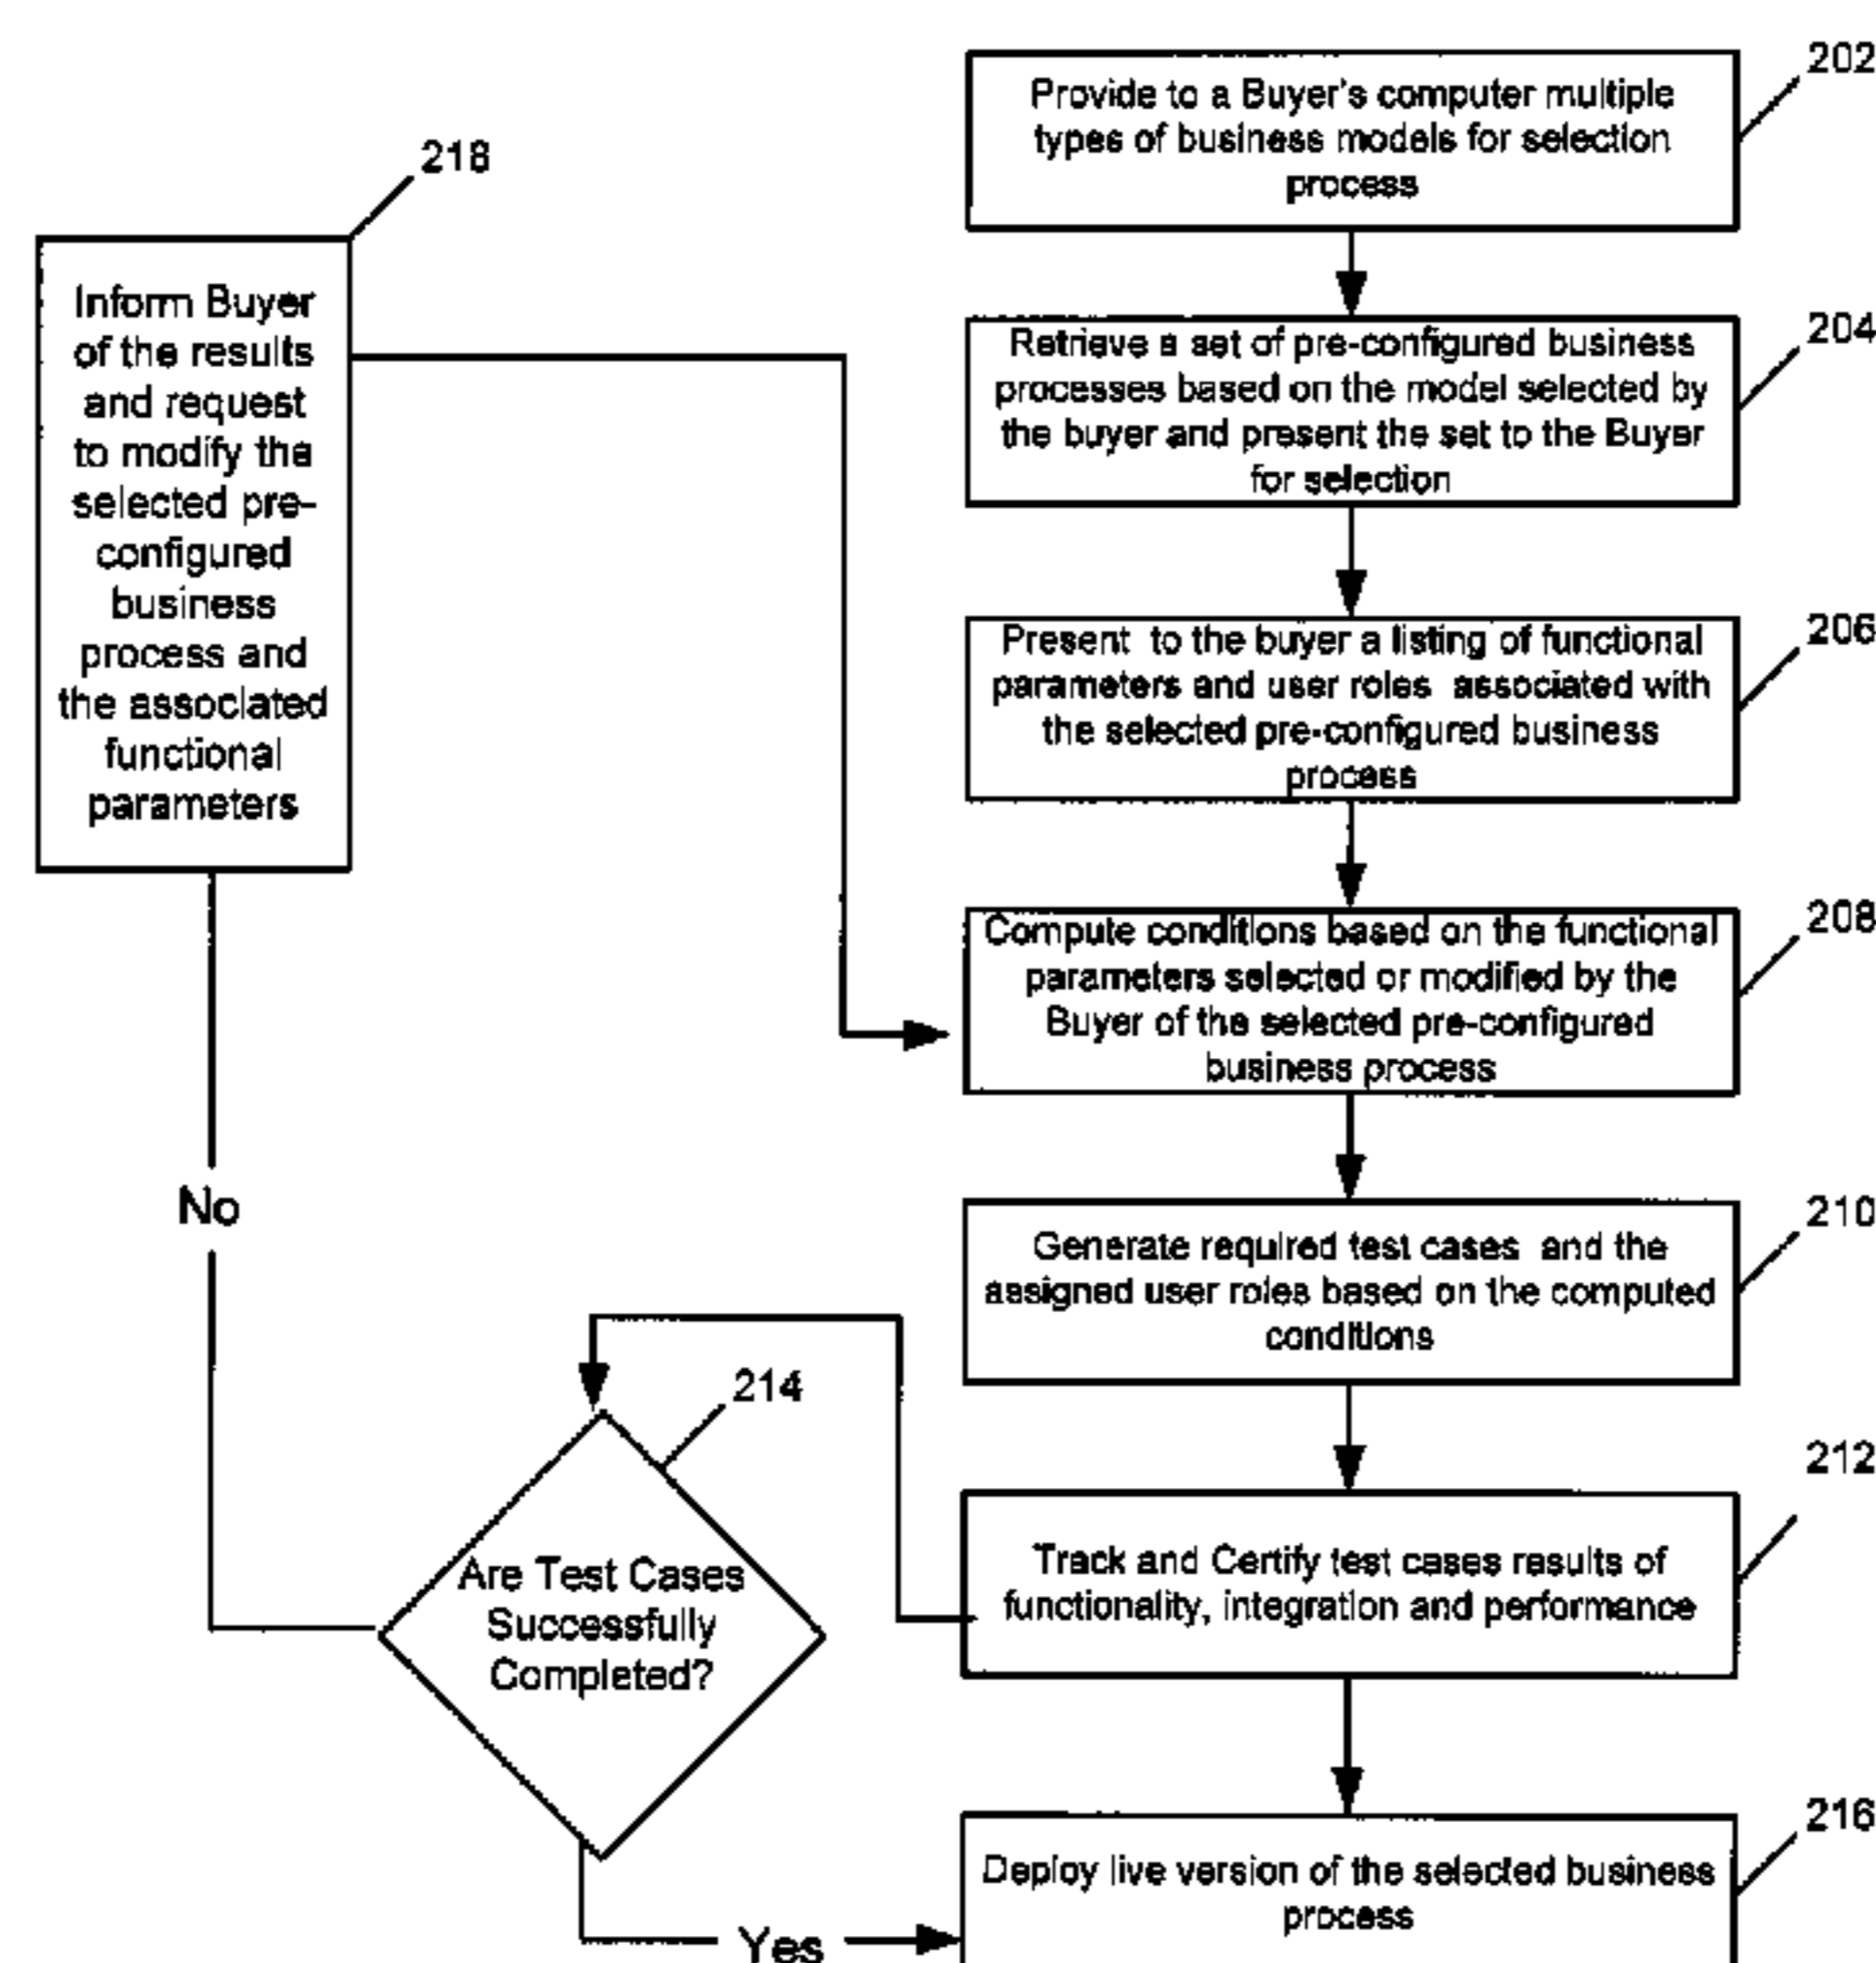 202
Provide to a Buyer's computer multiple
types of business models for selection
process
218
Inform Buyer
of the results
and request
to modify the
selected pre-
configured
business
process and
the associated
functional
parameters
204
Retrieve a set of pre-configured business
processes based on the model selected by
the buyer and present the set to the Buyer
for selection
206
Present to the buyer a listing of functional
parameters and user roles associated with
the selected pre-configured business
process
208
Compute conditions based on the functional
parameters selected or modified by the
Buyer of the selected pre-configured
business process
No
210
Generate required test cases and the
assigned user roles based on the computed
conditions
214
Are Test Cases
Successfully
Completed?
212
Track and Certify test cases results of
functionality, integration and performance
216
Deploy live version of the selected business
process
Yes